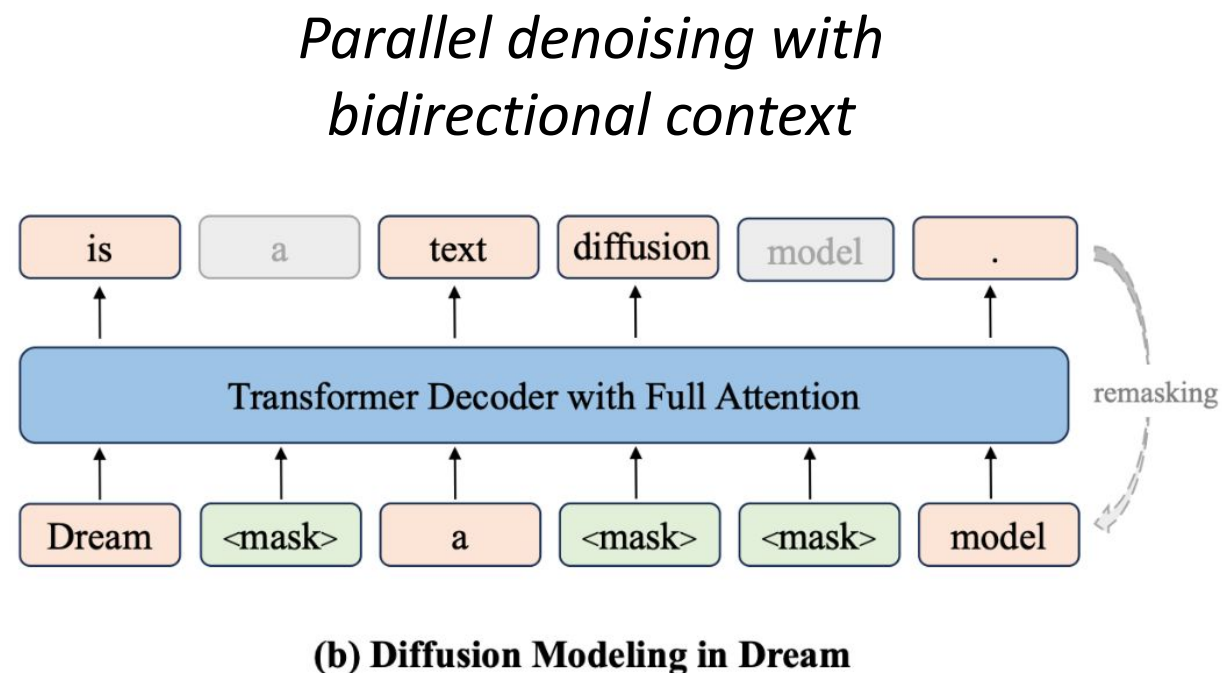 Parallel denoising with
bidirectional context
is a text diffusion model .
Transformer Decoder with Full Attention
remasking
Dream <mask> a <mask> <mask> model
(b) Diffusion Modeling in Dream